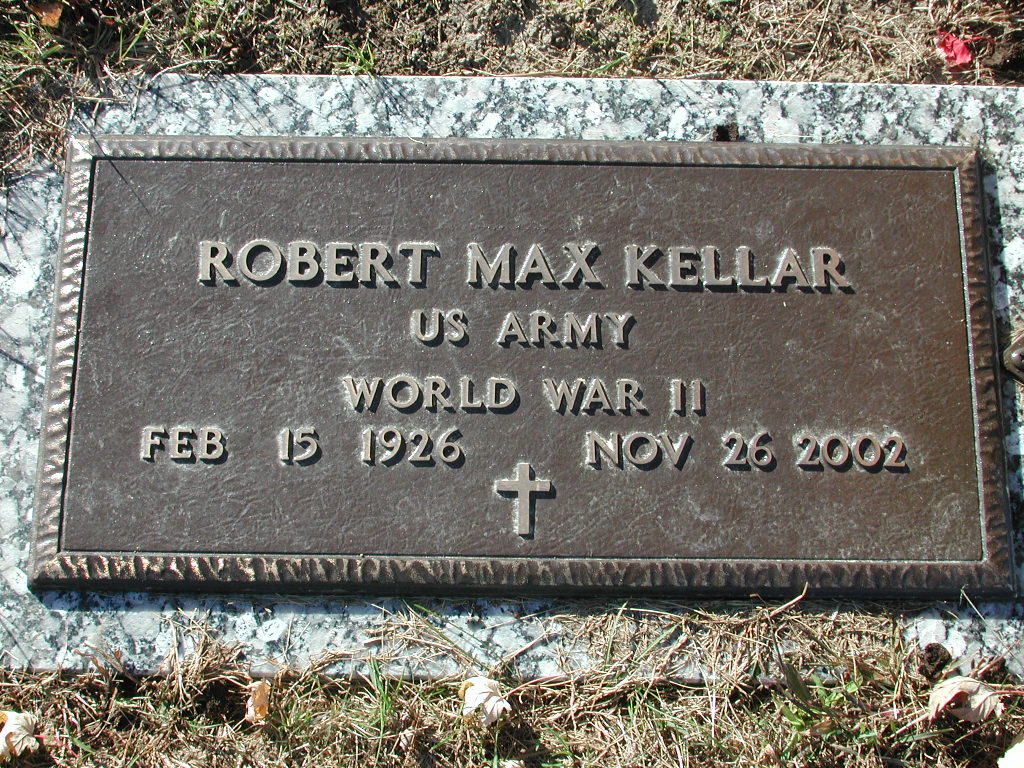 ROBERT MAX KELLAR
US ARMY
WORLD WAR II
FEB 15 1926 NOV 26 2002